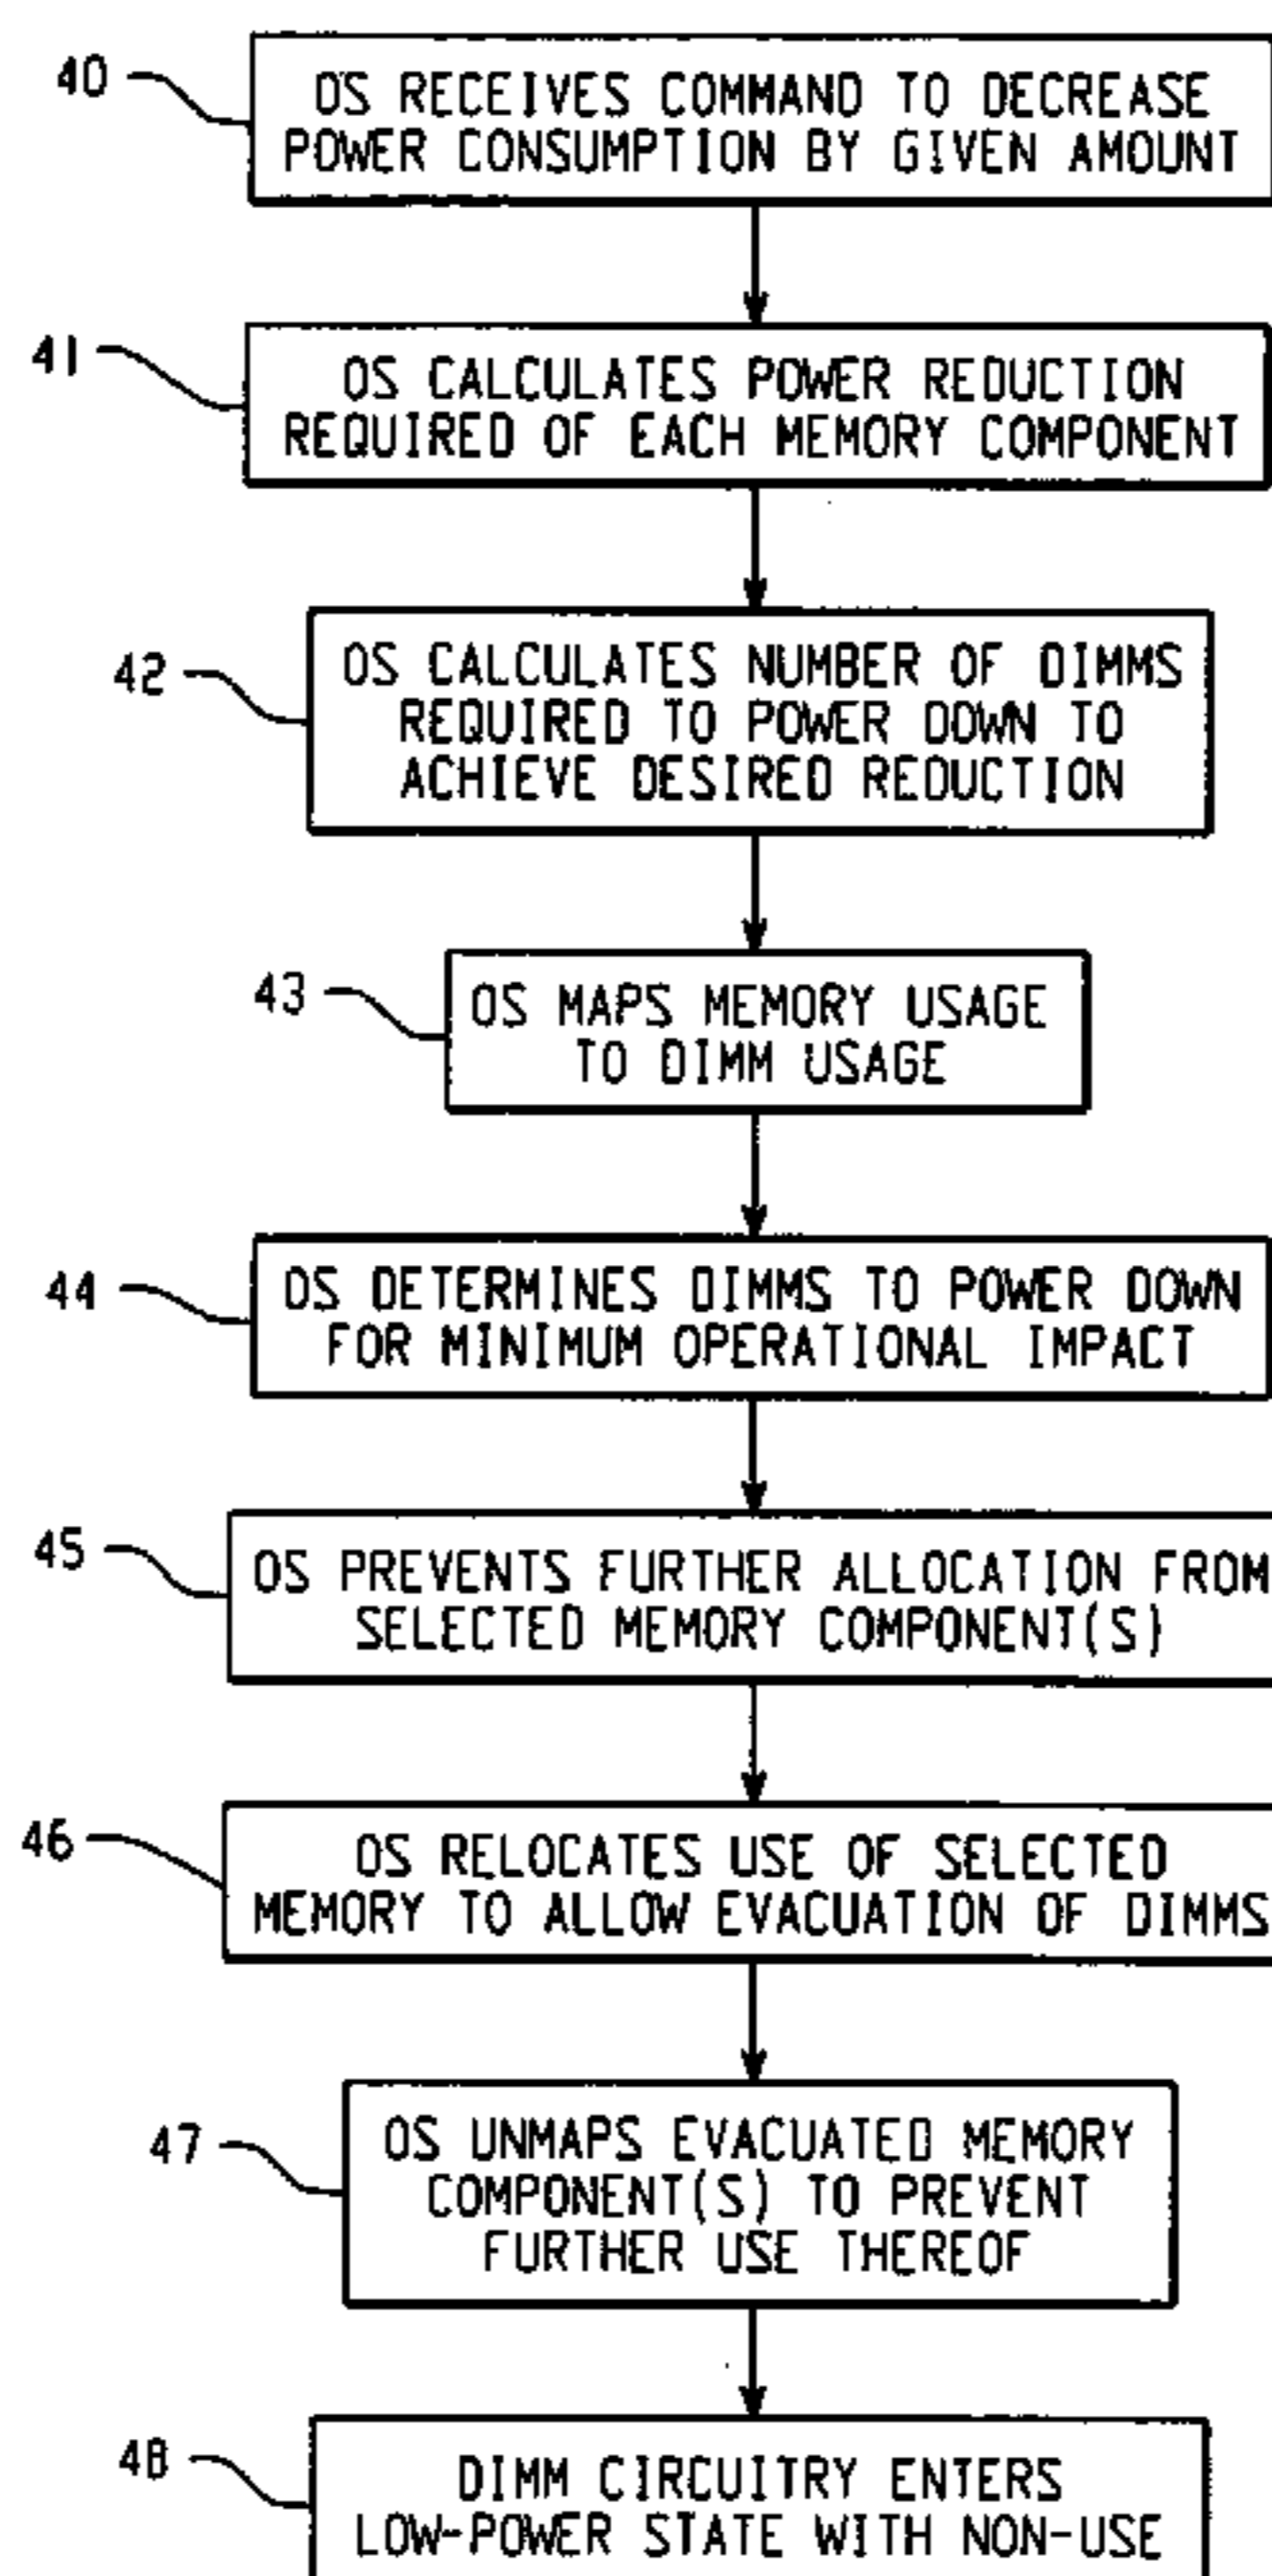 40
OS RECEIVES COMMAND TO DECREASE
POWER CONSUMPTION BY GIVEN AMOUNT
41
OS CALCULATES POWER REDUCTION
REQUIRED OF EACH MEMORY COMPONENT
42
OS CALCULATES NUMBER OF DIMMS
REQUIRED TO POWER DOWN TO
ACHIEVE DESIRED REDUCTION
43
OS MAPS MEMORY USAGE
TO DIMM USAGE
44
OS DETERMINES DIMMS TO POWER DOWN
FOR MINIMUM OPERATIONAL IMPACT
45
OS PREVENTS FURTHER ALLOCATION FROM
SELECTED MEMORY COMPONENT(S)
46
OS RELOCATES USE OF SELECTED
MEMORY TO ALLOW EVACUATION OF DIMMS
47
OS UNMAPS EVACUATED MEMORY
COMPONENT(S) TO PREVENT
FURTHER USE THEREOF
48
DIMM CIRCUITRY ENTERS
LOW-POWER STATE WITH NON-USE